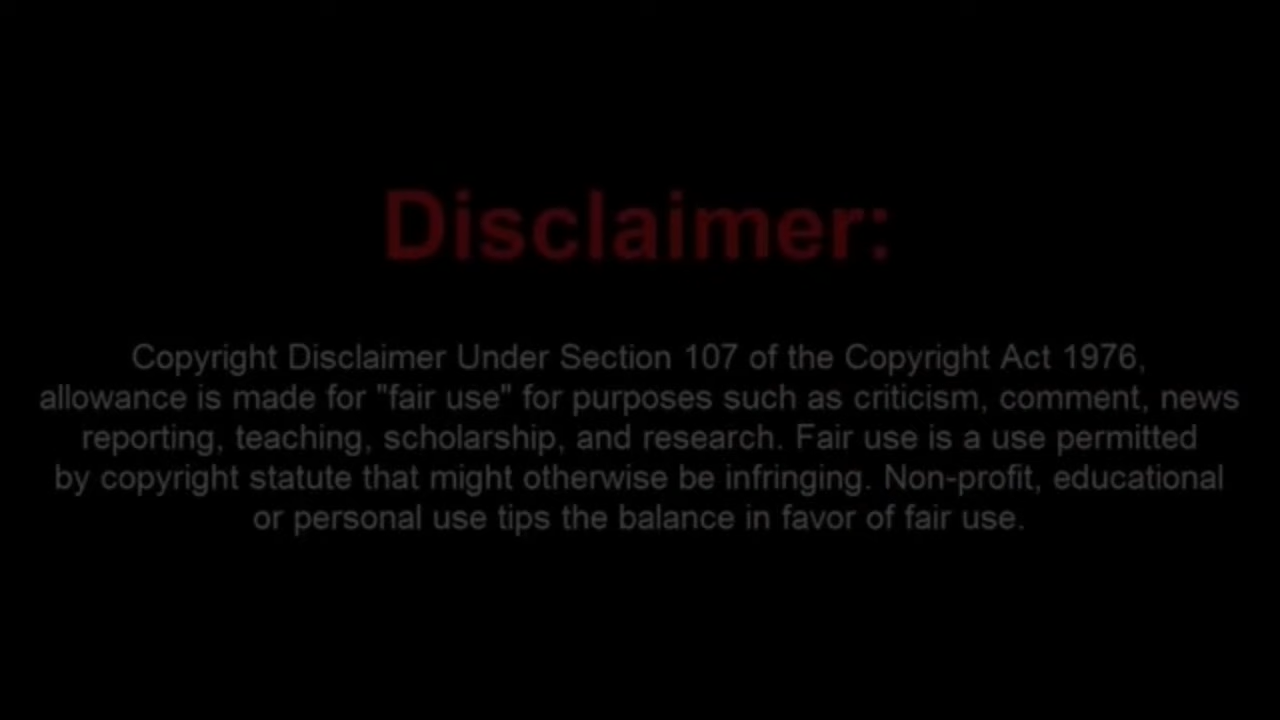 Disclaimer:
Copyright Disclaimer Under Section 107 of the Copyright Act 1976,
allowance is made for "fair use" for purposes such as criticism, comment, news
reporting, teaching, scholarship, and research. Fair use is a use permitted
by copyright statute that might otherwise be infringing. Non-profit, educational
or personal use tips the balance in favor of fair use.